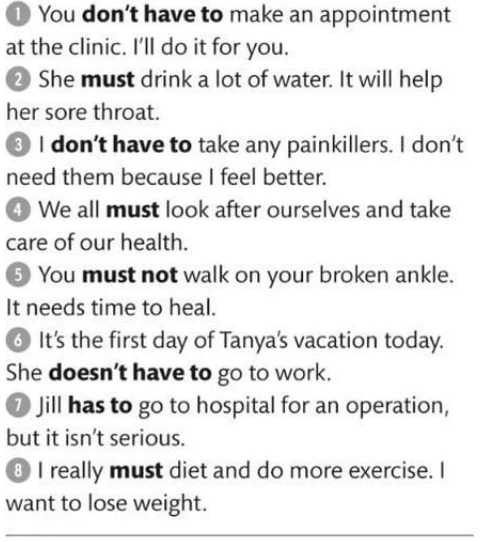 1 You don't have to make an appointment
at the clinic. I'll do it for you.
2 She must drink a lot of water. It will help
her sore throat.
3 I don't have to take any painkillers. I don't
need them because I feel better.
4 We all must look after ourselves and take
care of our health.
5 You must not walk on your broken ankle.
It needs time to heal.
6 It's the first day of Tanya's vacation today.
She doesn't have to go to work.
7 Jill has to go to hospital for an operation,
but it isn't serious.
8 I really must diet and do more exercise. I
want to lose weight.